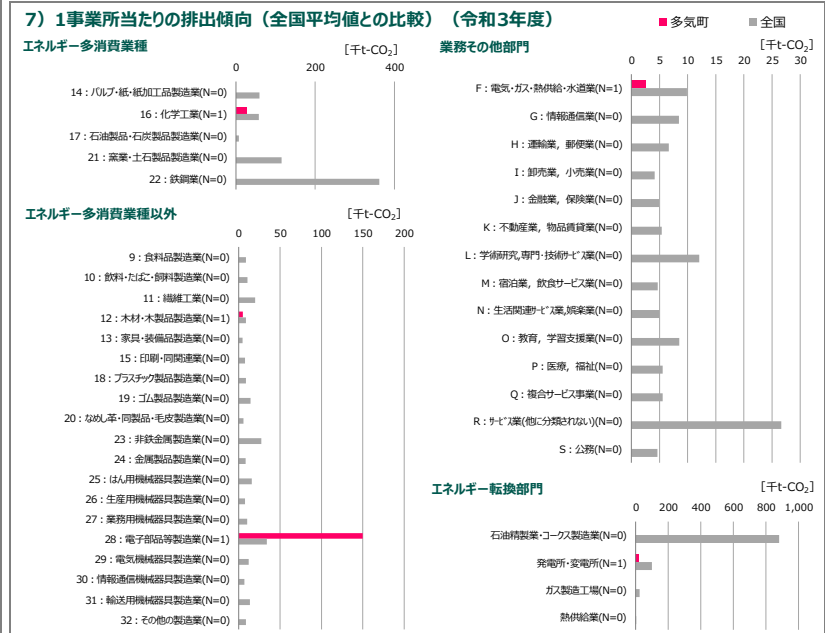 7）1事業所当たりの排出傾向（全国平均値との比較）（令和3年度）
多気町 全国
エネルギー多消費業種
[千t-CO₂]
0 200 400
14：パルプ・紙・紙加工品製造業(N=0)
16：化学工業(N=1)
17：石油製品・石炭製品製造業(N=0)
21：窯業・土石製品製造業(N=0)
22：鉄鋼業(N=0)
エネルギー多消費業種以外
[千t-CO₂]
0 50 100 150 200
9：食料品製造業(N=0)
10：飲料・たばこ・飼料製造業(N=0)
11：繊維工業(N=0)
12：木材・木製品製造業(N=1)
13：家具・装備品製造業(N=0)
15：印刷・同関連業(N=0)
18：プラスチック製品製造業(N=0)
19：ゴム製品製造業(N=0)
20：なめし革・同製品・毛皮製造業(N=0)
23：非鉄金属製造業(N=0)
24：金属製品製造業(N=0)
25：はん用機械器具製造業(N=0)
26：生産用機械器具製造業(N=0)
27：業務用機械器具製造業(N=0)
28：電子部品等製造業(N=1)
29：電気機械器具製造業(N=0)
30：情報通信機械器具製造業(N=0)
31：輸送用機械器具製造業(N=0)
32：その他の製造業(N=0)
業務その他部門
[千t-CO₂]
0 5 10 15 20 25 30
F：電気・ガス・熱供給・水道業(N=1)
G：情報通信業(N=0)
H：運輸業，郵便業(N=0)
I：卸売業，小売業(N=0)
J：金融業，保険業(N=0)
K：不動産業，物品賃貸業(N=0)
L：学術研究,専門・技術ｻｰﾋﾞｽ業(N=0)
M：宿泊業，飲食サービス業(N=0)
N：生活関連ｻｰﾋﾞｽ業,娯楽業(N=0)
O：教育，学習支援業(N=0)
P：医療，福祉(N=0)
Q：複合サービス事業(N=0)
R：ｻｰﾋﾞｽ業(他に分類されない)(N=0)
S：公務(N=0)
エネルギー転換部門
[千t-CO₂]
0 200 400 600 800 1,000
石油精製業・コークス製造業(N=0)
発電所・変電所(N=1)
ガス製造工場(N=0)
熱供給業(N=0)